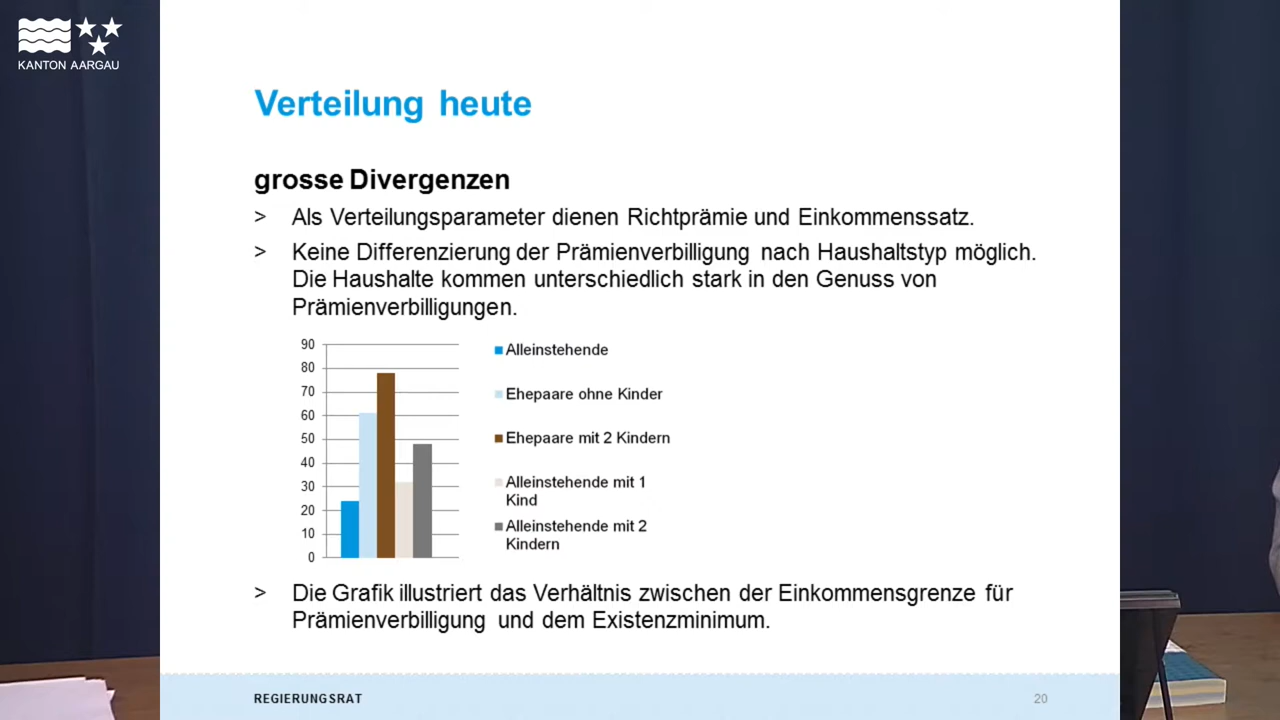 KANTON AARGAU
Verteilung heute
grosse Divergenzen
> Als Verteilungsparameter dienen Richtprämie und Einkommenssatz.
> Keine Differenzierung der Prämienverbilligung nach Haushaltstyp möglich.
Die Haushalte kommen unterschiedlich stark in den Genuss von
Prämienverbilligungen.
90
80
70
60
50
40
30
20
10
0
Alleinstehende
Ehepaare ohne Kinder
Ehepaare mit 2 Kindern
Alleinstehende mit 1
Kind
Alleinstehende mit 2
Kindern
> Die Grafik illustriert das Verhältnis zwischen der Einkommensgrenze für
Prämienverbilligung und dem Existenzminimum.
REGIERUNGSRAT
20